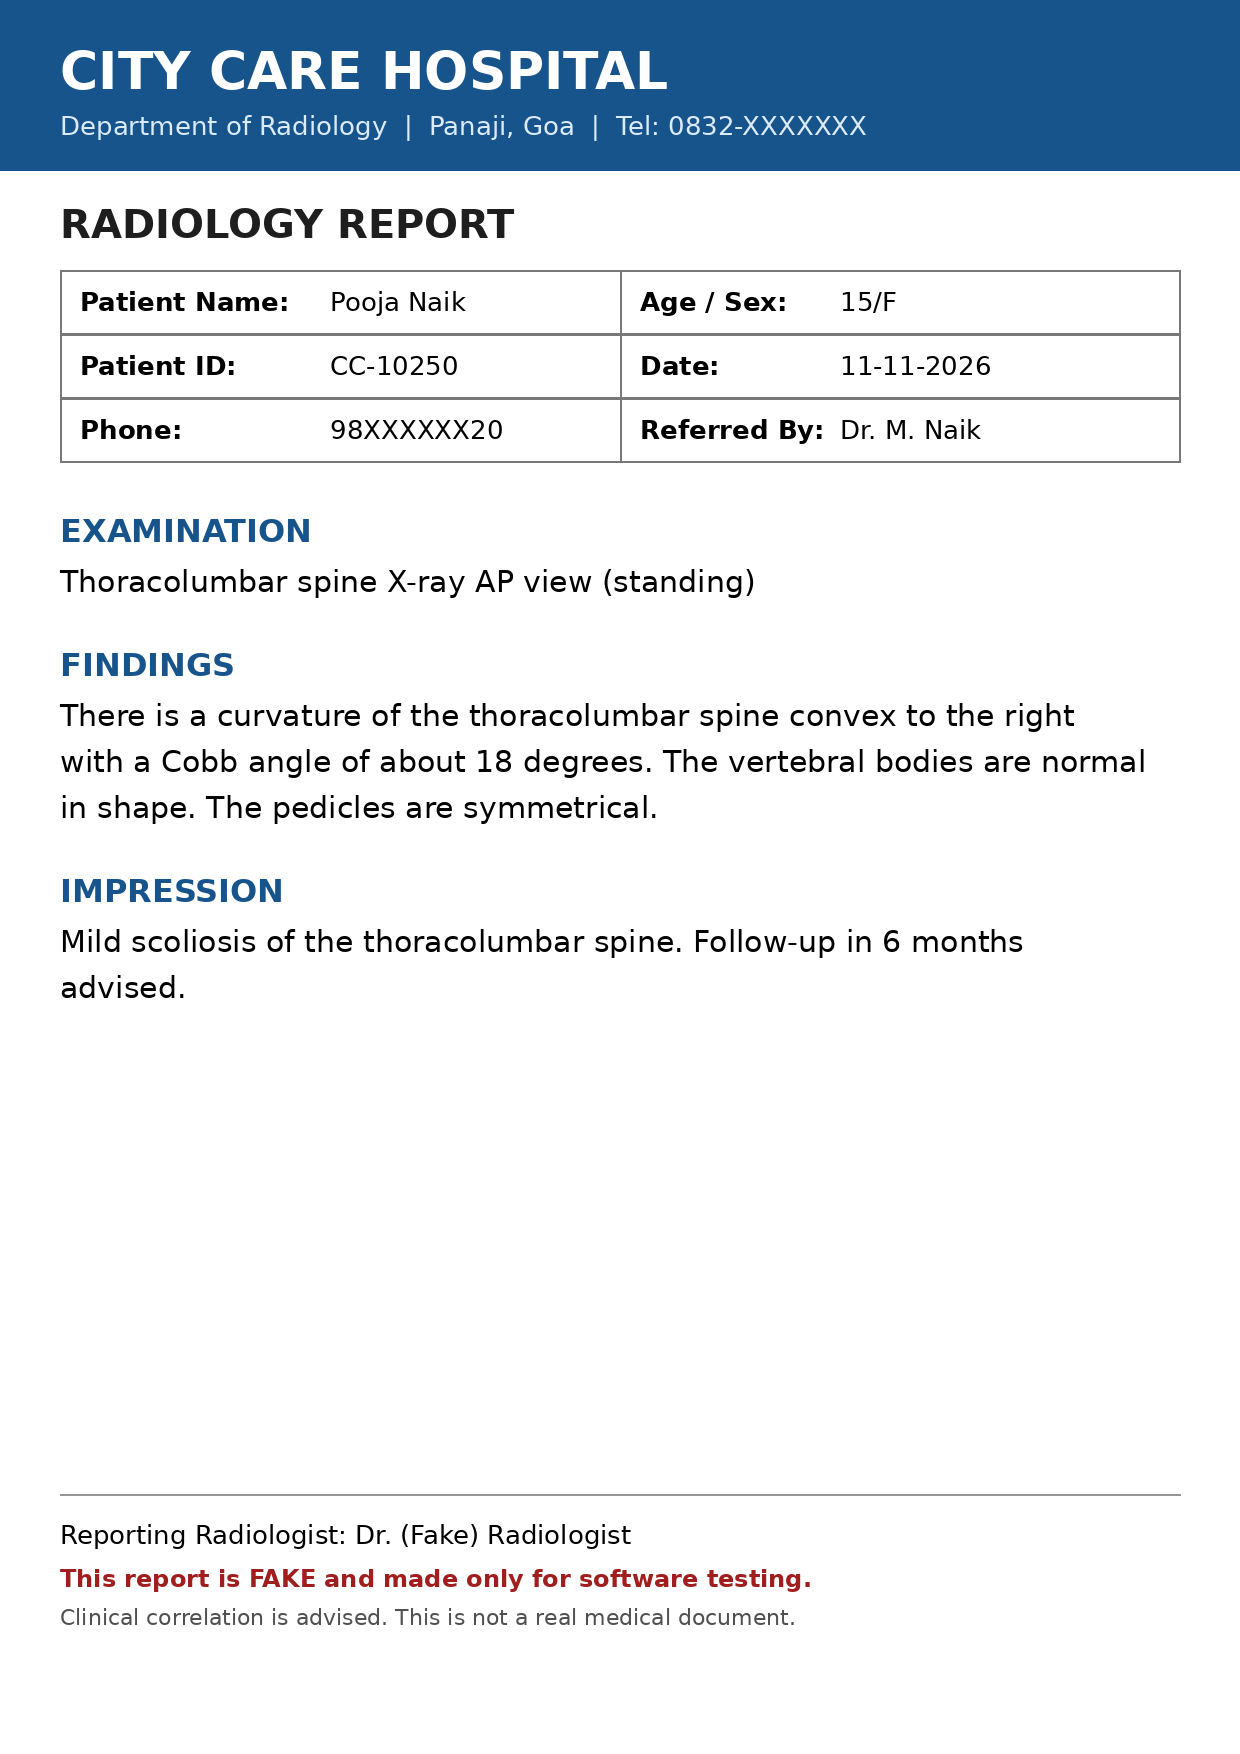 CITY CARE HOSPITAL
Department of Radiology | Panaji, Goa | Tel: 0832-XXXXXXX
RADIOLOGY REPORT
Patient Name: Pooja Naik Age / Sex: 15/F
Patient ID: CC-10250 Date: 11-11-2026
Phone: 98XXXXXX20 Referred By: Dr. M. Naik
EXAMINATION
Thoracolumbar spine X-ray AP view (standing)
FINDINGS
There is a curvature of the thoracolumbar spine convex to the right
with a Cobb angle of about 18 degrees. The vertebral bodies are normal
in shape. The pedicles are symmetrical.
IMPRESSION
Mild scoliosis of the thoracolumbar spine. Follow-up in 6 months
advised.
Reporting Radiologist: Dr. (Fake) Radiologist
This report is FAKE and made only for software testing.
Clinical correlation is advised. This is not a real medical document.